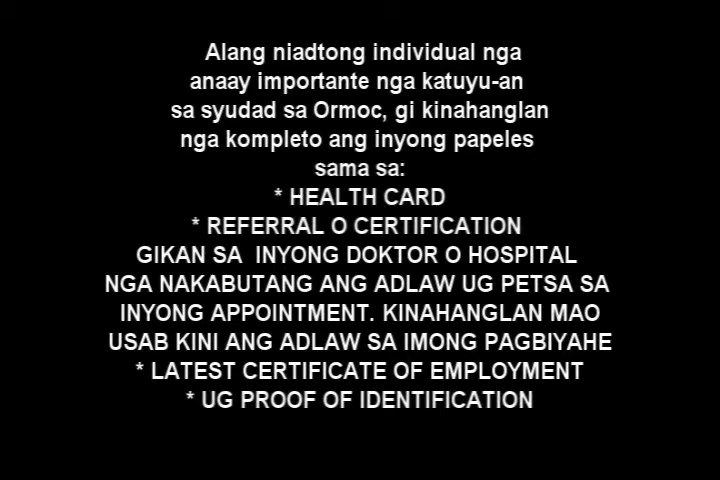 Alang niadtong individual nga
anaay importante nga katuyu-an
sa syudad sa Ormoc, gi kinahanglan
nga kompleto ang inyong papeles
sama sa:
* HEALTH CARD
* REFERRAL O CERTIFICATION
GIKAN SA INYONG DOKTOR O HOSPITAL
NGA NAKABUTANG ANG ADLAW UG PETSA SA
INYONG APPOINTMENT. KINAHANGLAN MAO
USAB KINI ANG ADLAW SA IMONG PAGBIYAHE
* LATEST CERTIFICATE OF EMPLOYMENT
* UG PROOF OF IDENTIFICATION